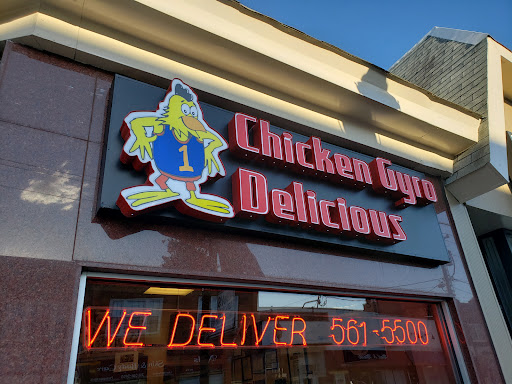 1
Chicken Gyro
Delicious
WE DELIVER 561-5500